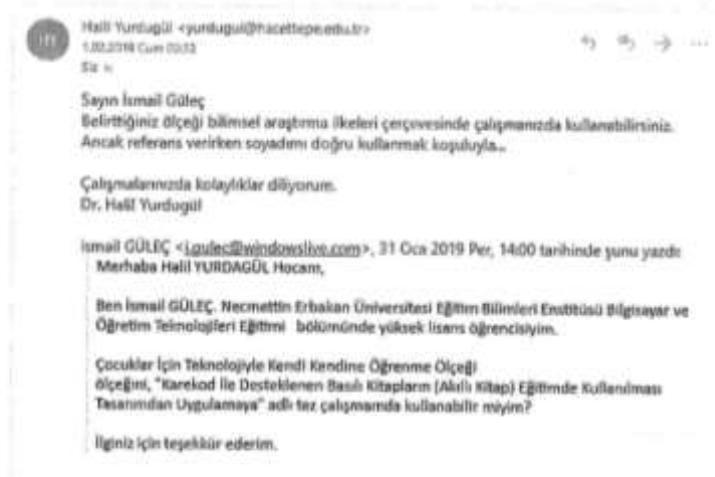 Halil Yurdugül <yurdugul@hacettepe.edu.tr>
1.02.2019 Cum
Siz
Sayın İsmail Güleç
Belirttiğiniz ölçeği bilimsel araştırma ilkeleri çerçevesinde çalışmanızda kullanabilirsiniz.
Ancak referans verirken soyadımı doğru kullanmak koşuluyla...
Çalışmalarınızda kolaylıklar diliyorum.
Dr. Halil Yurdugül
ismail GÜLEÇ <i.gulec@windowslive.com>, 31 Oca 2019 Per, 14:00 tarihinde şunu yazdı:
Merhaba Halil YURDAGÜL Hocam,
Ben İsmail GÜLEÇ. Necmettin Erbakan Üniversitesi Eğitim Bilimleri Enstitüsü Bilgisayar ve
Öğretim Teknolojileri Eğitimi bölümünde yüksek lisans öğrencisiyim.
Çocuklar İçin Teknolojiyle Kendi Kendine Öğrenme Ölçeği
ölçeğini, "Karekod İle Desteklenen Basılı Kitapların (Akıllı Kitap) Eğitimde Kullanılması
Tasarımdan Uygulamaya" adlı tez çalışmamda kullanabilir miyim?
İlginiz için teşekkür ederim.